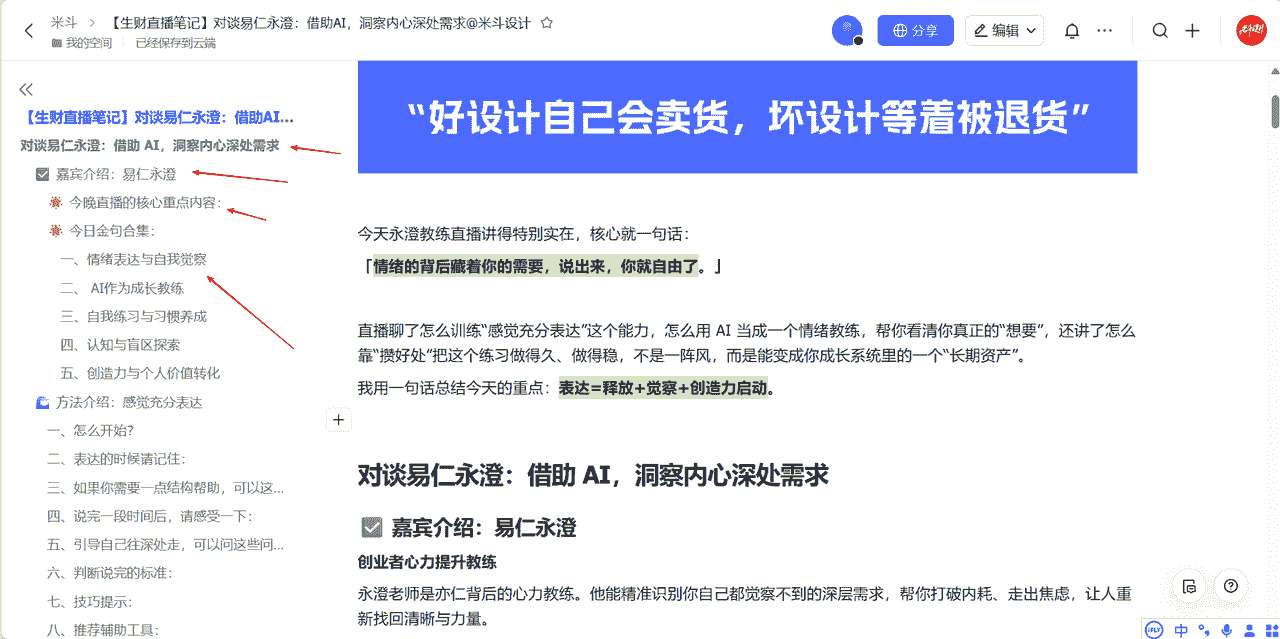 米斗 > 【生财直播笔记】对谈易仁永澄：借助AI，洞察内心深处需求@米斗设计
我的空间 已经保存到云端
分享
编辑
【生财直播笔记】对谈易仁永澄：借助AI...
对谈易仁永澄：借助 AI，洞察内心深处需求
嘉宾介绍：易仁永澄
今晚直播的核心重点内容：
今日金句合集：
一、情绪表达与自我觉察
二、 AI作为成长教练
三、自我练习与习惯养成
四、认知与盲区探索
五、创造力与个人价值转化
方法介绍：感觉充分表达
一、怎么开始？
二、表达的时候请记住：
三、如果你需要一点结构帮助，可以这...
四、说完一段时间后，请感受一下：
五、引导自己往深处走，可以问这些问...
六、判断说完的标准：
七、技巧提示：
八、推荐辅助工具：
“好设计自己会卖货，坏设计等着被退货”
今天永澄教练直播讲得特别实在，核心就一句话：
「情绪的背后藏着你的需要，说出来，你就自由了。」
直播聊了怎么训练“感觉充分表达”这个能力，怎么用 AI 当成一个情绪教练，帮你看清你真正的“想要”，还讲了怎么
靠“攒好处”把这个练习做得久、做得稳，不是一阵风，而是能变成你成长系统里的一个“长期资产”。
我用一句话总结今天的重点：表达=释放+觉察+创造力启动。
对谈易仁永澄：借助 AI，洞察内心深处需求
嘉宾介绍：易仁永澄
创业者心力提升教练
永澄老师是亦仁背后的心力教练。他能精准识别你自己都觉察不到的深层需求，帮你打破内耗、走出焦虑，让人重
新找回清晰与力量。
iFLY 中